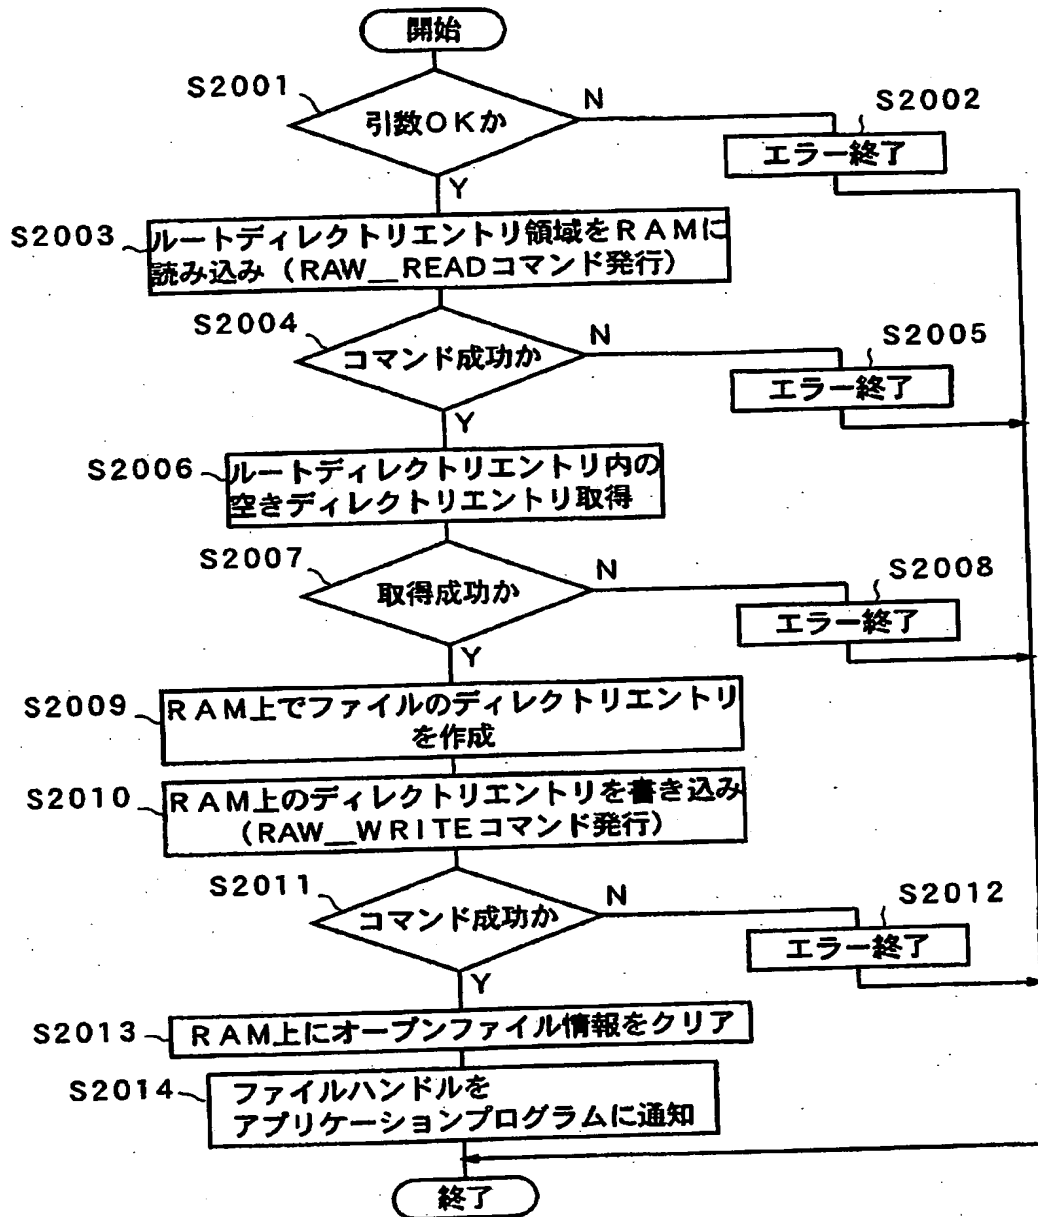 開始
S2001
引数OKか
N
S2002
エラー終了
Y
S2003
ルートディレクトリエントリ領域をRAMに
読み込み（RAW__READコマンド発行）
S2004
コマンド成功か
N
S2005
エラー終了
Y
S2006
ルートディレクトリエントリ内の
空きディレクトリエントリ取得
S2007
取得成功か
N
S2008
エラー終了
Y
S2009
RAM上でファイルのディレクトリエントリ
を作成
S2010
RAM上のディレクトリエントリを書き込み
（RAW__WRITEコマンド発行）
S2011
コマンド成功か
N
S2012
エラー終了
Y
S2013
RAM上にオープンファイル情報をクリア
S2014
ファイルハンドルを
アプリケーションプログラムに通知
終了